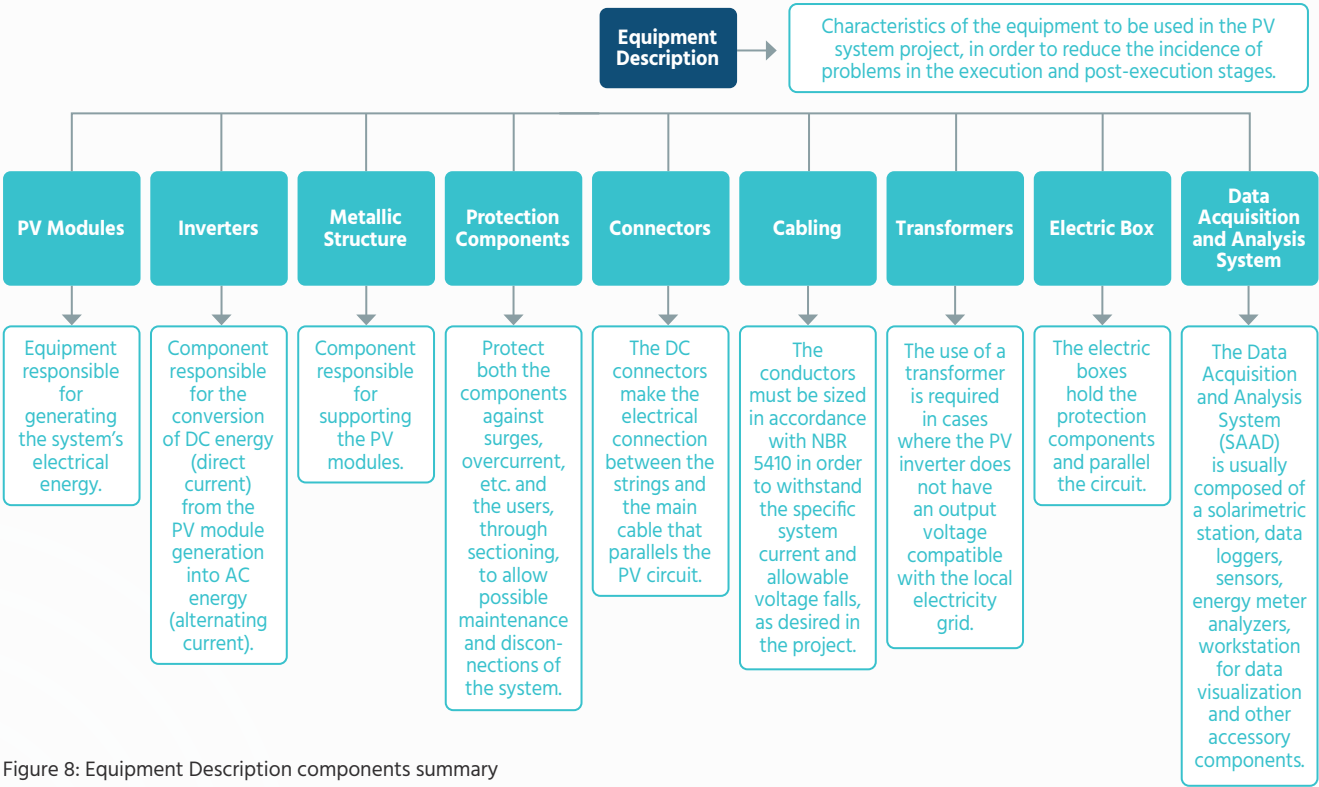 Equipment
Description
Characteristics of the equipment to be used in the PV
system project, in order to reduce the incidence of
problems in the execution and post-execution stages.
PV Modules
Inverters
Metallic
Structure
Protection
Components
Connectors
Cabling
Transformers
Electric Box
Data
Acquisition
and Analysis
System
Equipment
responsible
for
generating
the system’s
electrical
energy.
Component
responsible
for the
conversion
of DC energy
(direct
current)
from the
PV module
generation
into AC
energy
(alternating
current).
Component
responsible
for
supporting
the PV
modules.
Protect
both the
components
against
surges,
overcurrent,
etc. and
the users,
through
sectioning,
to allow
possible
maintenance
and discon-
nections of
the system.
The DC
connectors
make the
electrical
connection
between the
strings and
the main
cable that
parallels the
PV circuit.
The
conductors
must be sized
in accordance
with NBR
5410 in order
to withstand
the specific
system
current and
allowable
voltage falls,
as desired in
the project.
The use of a
transformer
is required
in cases
where the PV
inverter does
not have
an output
voltage
compatible
with the local
electricity
grid.
The electric
boxes
hold the
protection
components
and parallel
the circuit.
The Data
Acquisition
and Analysis
System
(SAAD)
is usually
composed of
a solarimetric
station, data
loggers,
sensors,
energy meter
analyzers,
workstation
for data
visualization
and other
accessory
components.
Figure 8: Equipment Description components summary